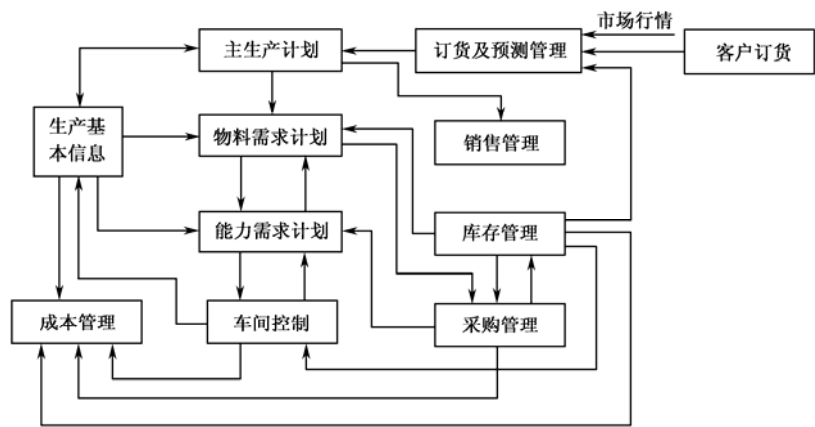 市场行情
主生产计划
订货及预测管理
客户订货
生产基
本信息
物料需求计划
销售管理
能力需求计划
库存管理
成本管理
车间控制
采购管理